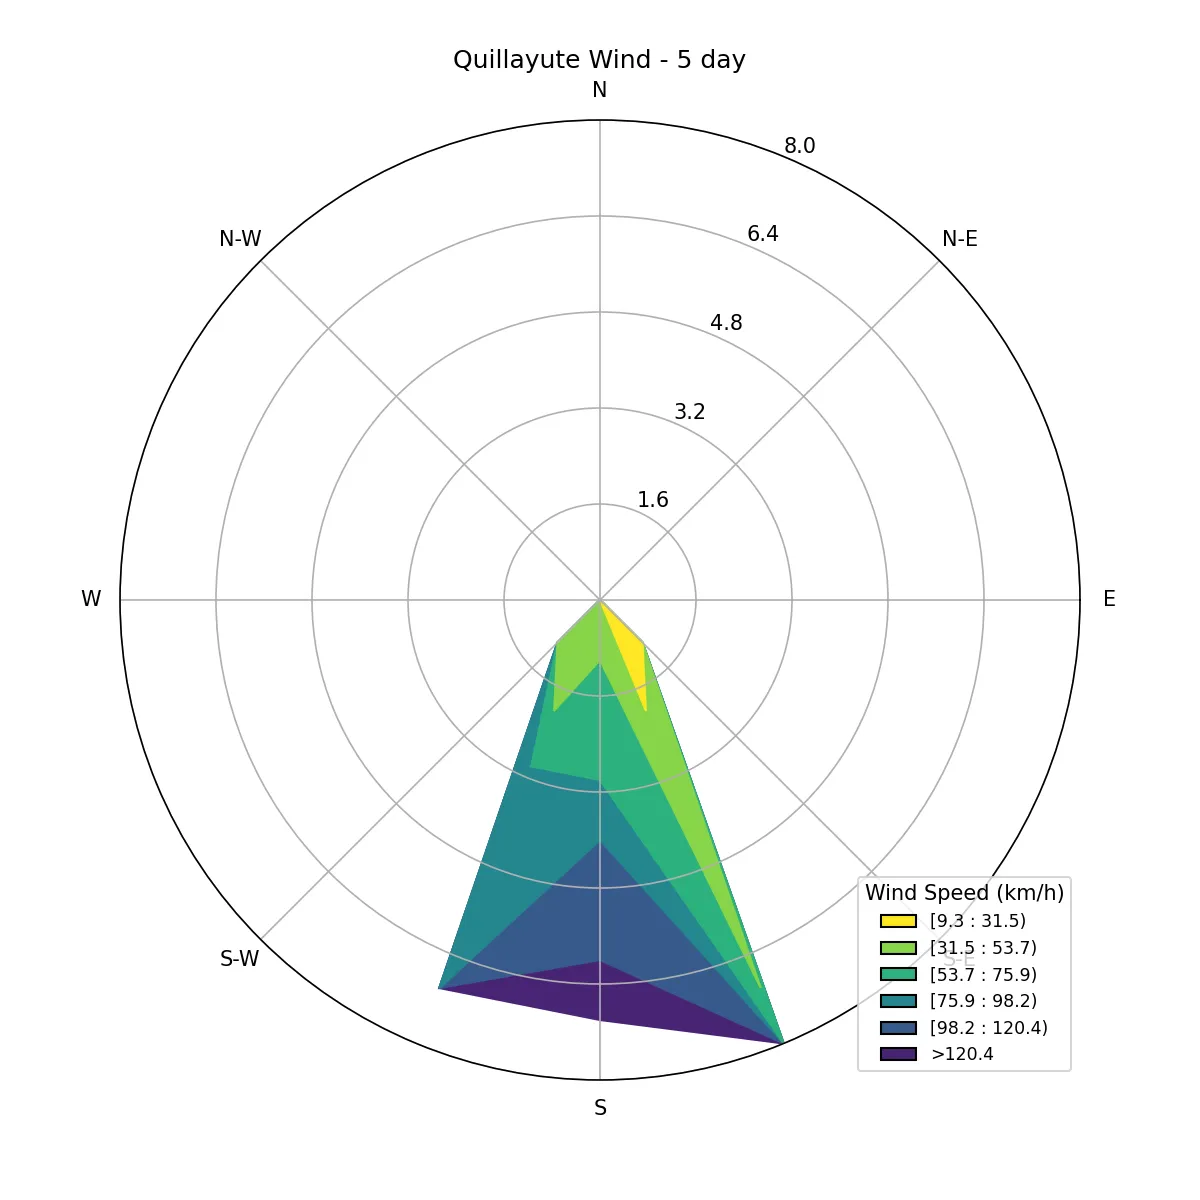 Quillayute Wind - 5 day
N
8.0
N-W
6.4
N-E
4.8
3.2
1.6
W
E
S-W
S-E
Wind Speed (km/h)
[9.3 : 31.5)
[31.5 : 53.7)
[53.7 : 75.9)
[75.9 : 98.2)
[98.2 : 120.4)
>120.4
S